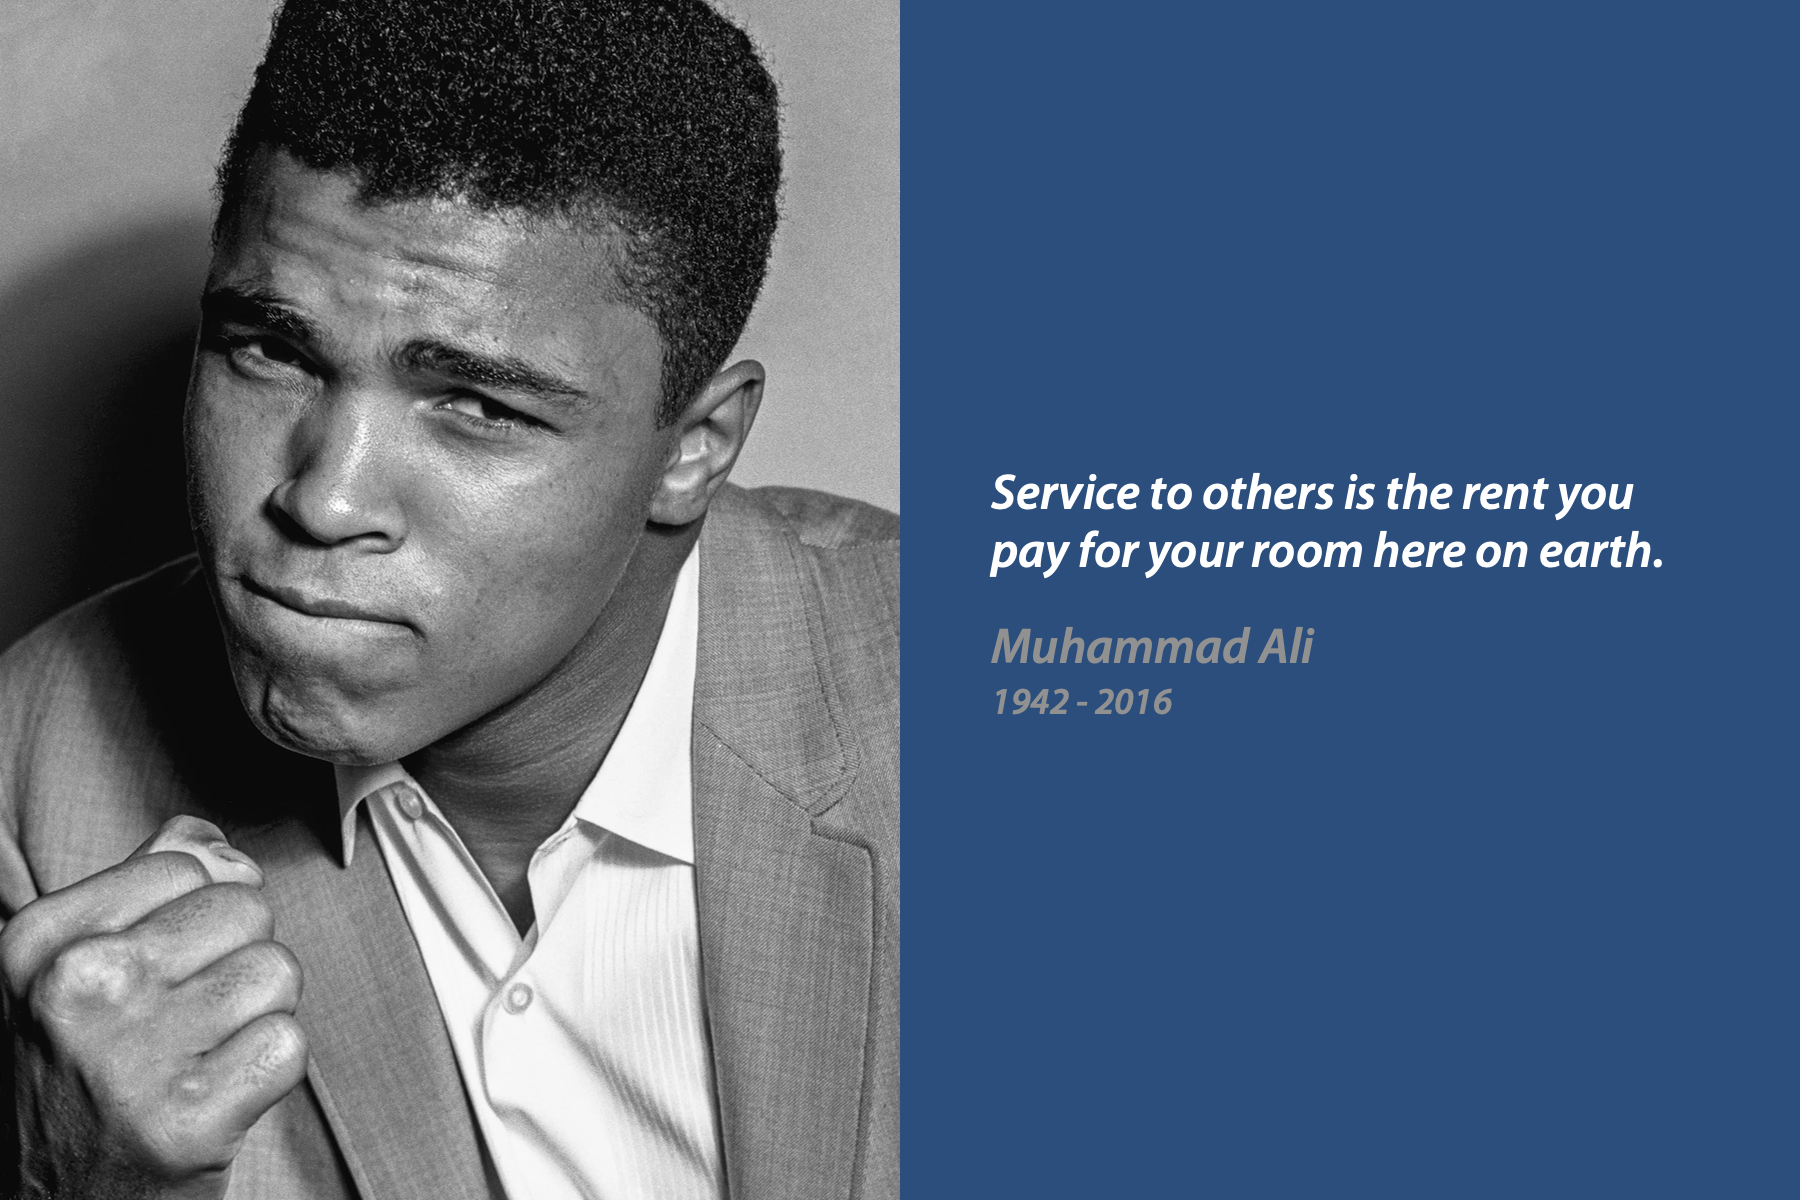 Service to others is the rent you
pay for your room here on earth.
Muhammad Ali
1942 - 2016